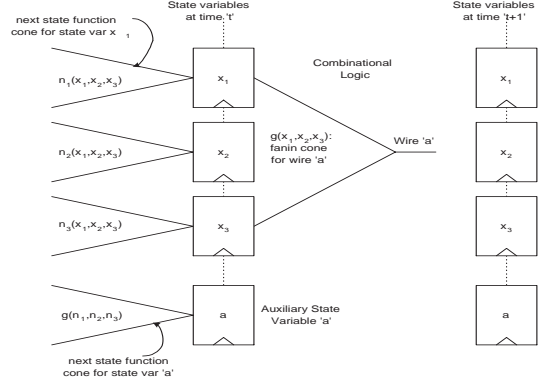 State variables
at time 't'
State variables
at time 't+1'
next state function
cone for state var x 1
n1(x1,x2,x3)
x1
Combinational
Logic
x1
n2(x1,x2,x3)
x2
g(x1,x2,x3):
fanin cone
for wire 'a'
Wire 'a'
x2
n3(x1,x2,x3)
x3
x3
g(n1,n2,n3)
a
Auxiliary State
Variable 'a'
a
next state function
cone for state var 'a'